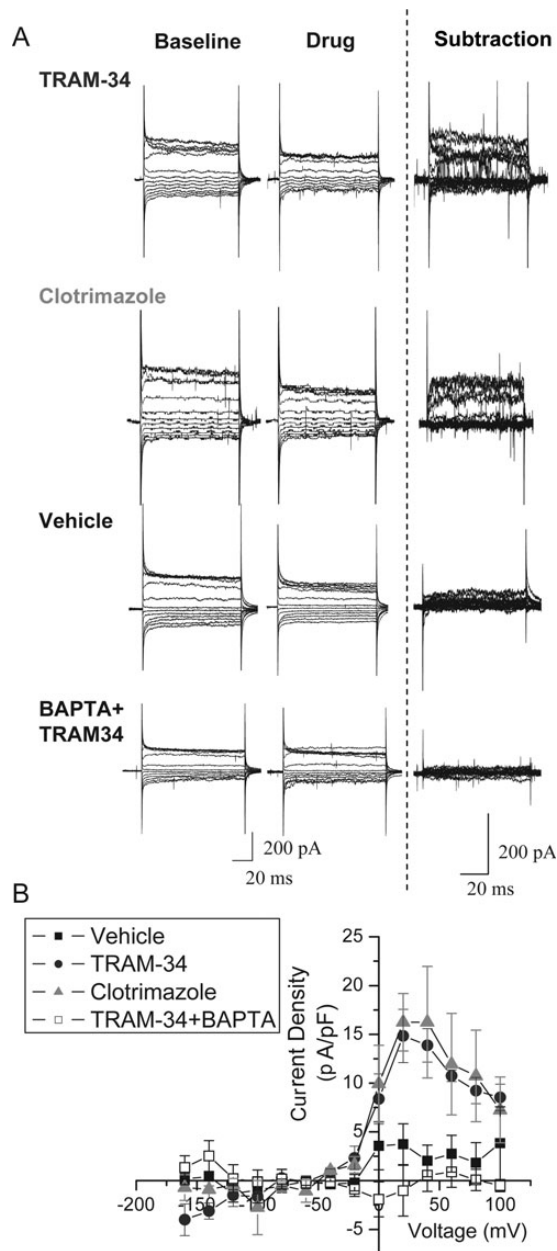 A
Baseline Drug Subtraction
TRAM-34
Clotrimazole
Vehicle
BAPTA+
TRAM34
200 pA
20 ms
200 pA
20 ms
B
Vehicle
TRAM-34
Clotrimazole
TRAM-34+BAPTA
Current Density
(pA/pF)
25
20
15
10
5
-5
-200 -150 -100 -50 0 50 100
Voltage (mV)